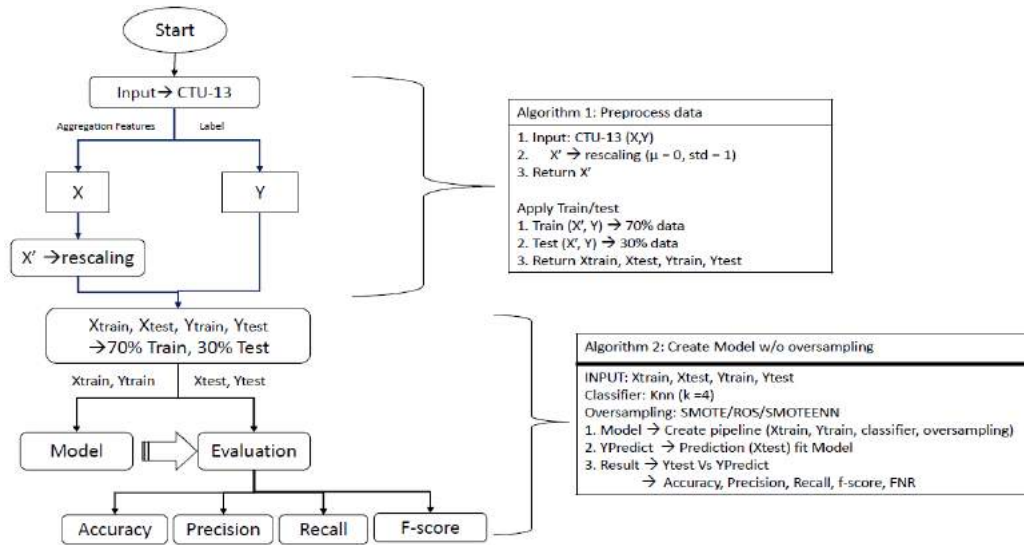 Start
Input→ CTU-13
Aggregation Features
Label
X
Y
X' →rescaling
Xtrain, Xtest, Ytrain, Ytest
→70% Train, 30% Test
Xtrain, Ytrain
Xtest, Ytest
Model
Evaluation
Accuracy
Precision
Recall
F-score
Algorithm 1: Preprocess data
1. Input: CTU-13 (X,Y)
2. X' → rescaling (μ – 0, std – 1)
3. Return X'
Apply Train/test
1. Train (X', Y) → 70% data
2. Test (X', Y) → 30% data
3. Return Xtrain, Xtest, Ytrain, Ytest
Algorithm 2: Create Model w/o oversampling
INPUT: Xtrain, Xtest, Ytrain, Ytest
Classifier: Knn (k =4)
Oversampling: SMOTE/ROS/SMOTEENN
1. Model → Create pipeline (Xtrain, Ytrain, classifier, oversampling)
2. YPredict → Prediction (Xtest) fit Model
3. Result → Ytest Vs YPredict
→ Accuracy, Precision, Recall, f-score, FNR